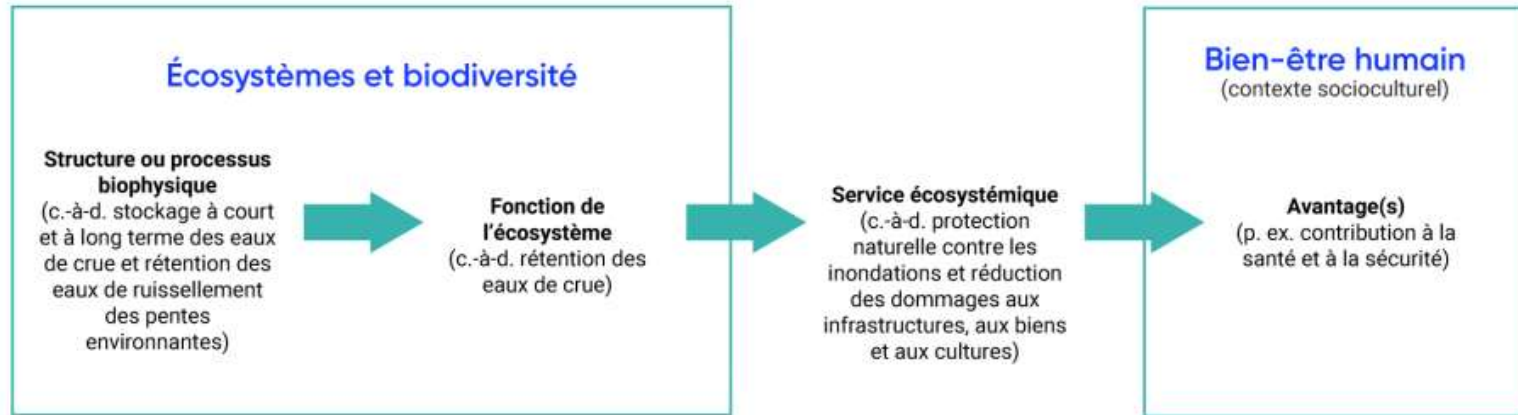 Écosystèmes et biodiversité
Structure ou processus
biophysique
(c.-à-d. stockage à court
et à long terme des eaux
de crue et rétention des
eaux de ruissellement
des pentes
environnantes)
Fonction de
l'écosystème
(c.-à-d. rétention des
eaux de crue)
Service écosystémique
(c.-à-d. protection
naturelle contre les
inondations et réduction
des dommages aux
infrastructures, aux biens
et aux cultures)
Bien-être humain
(contexte socioculturel)
Avantage(s)
(p. ex. contribution à la
santé et à la sécurité)